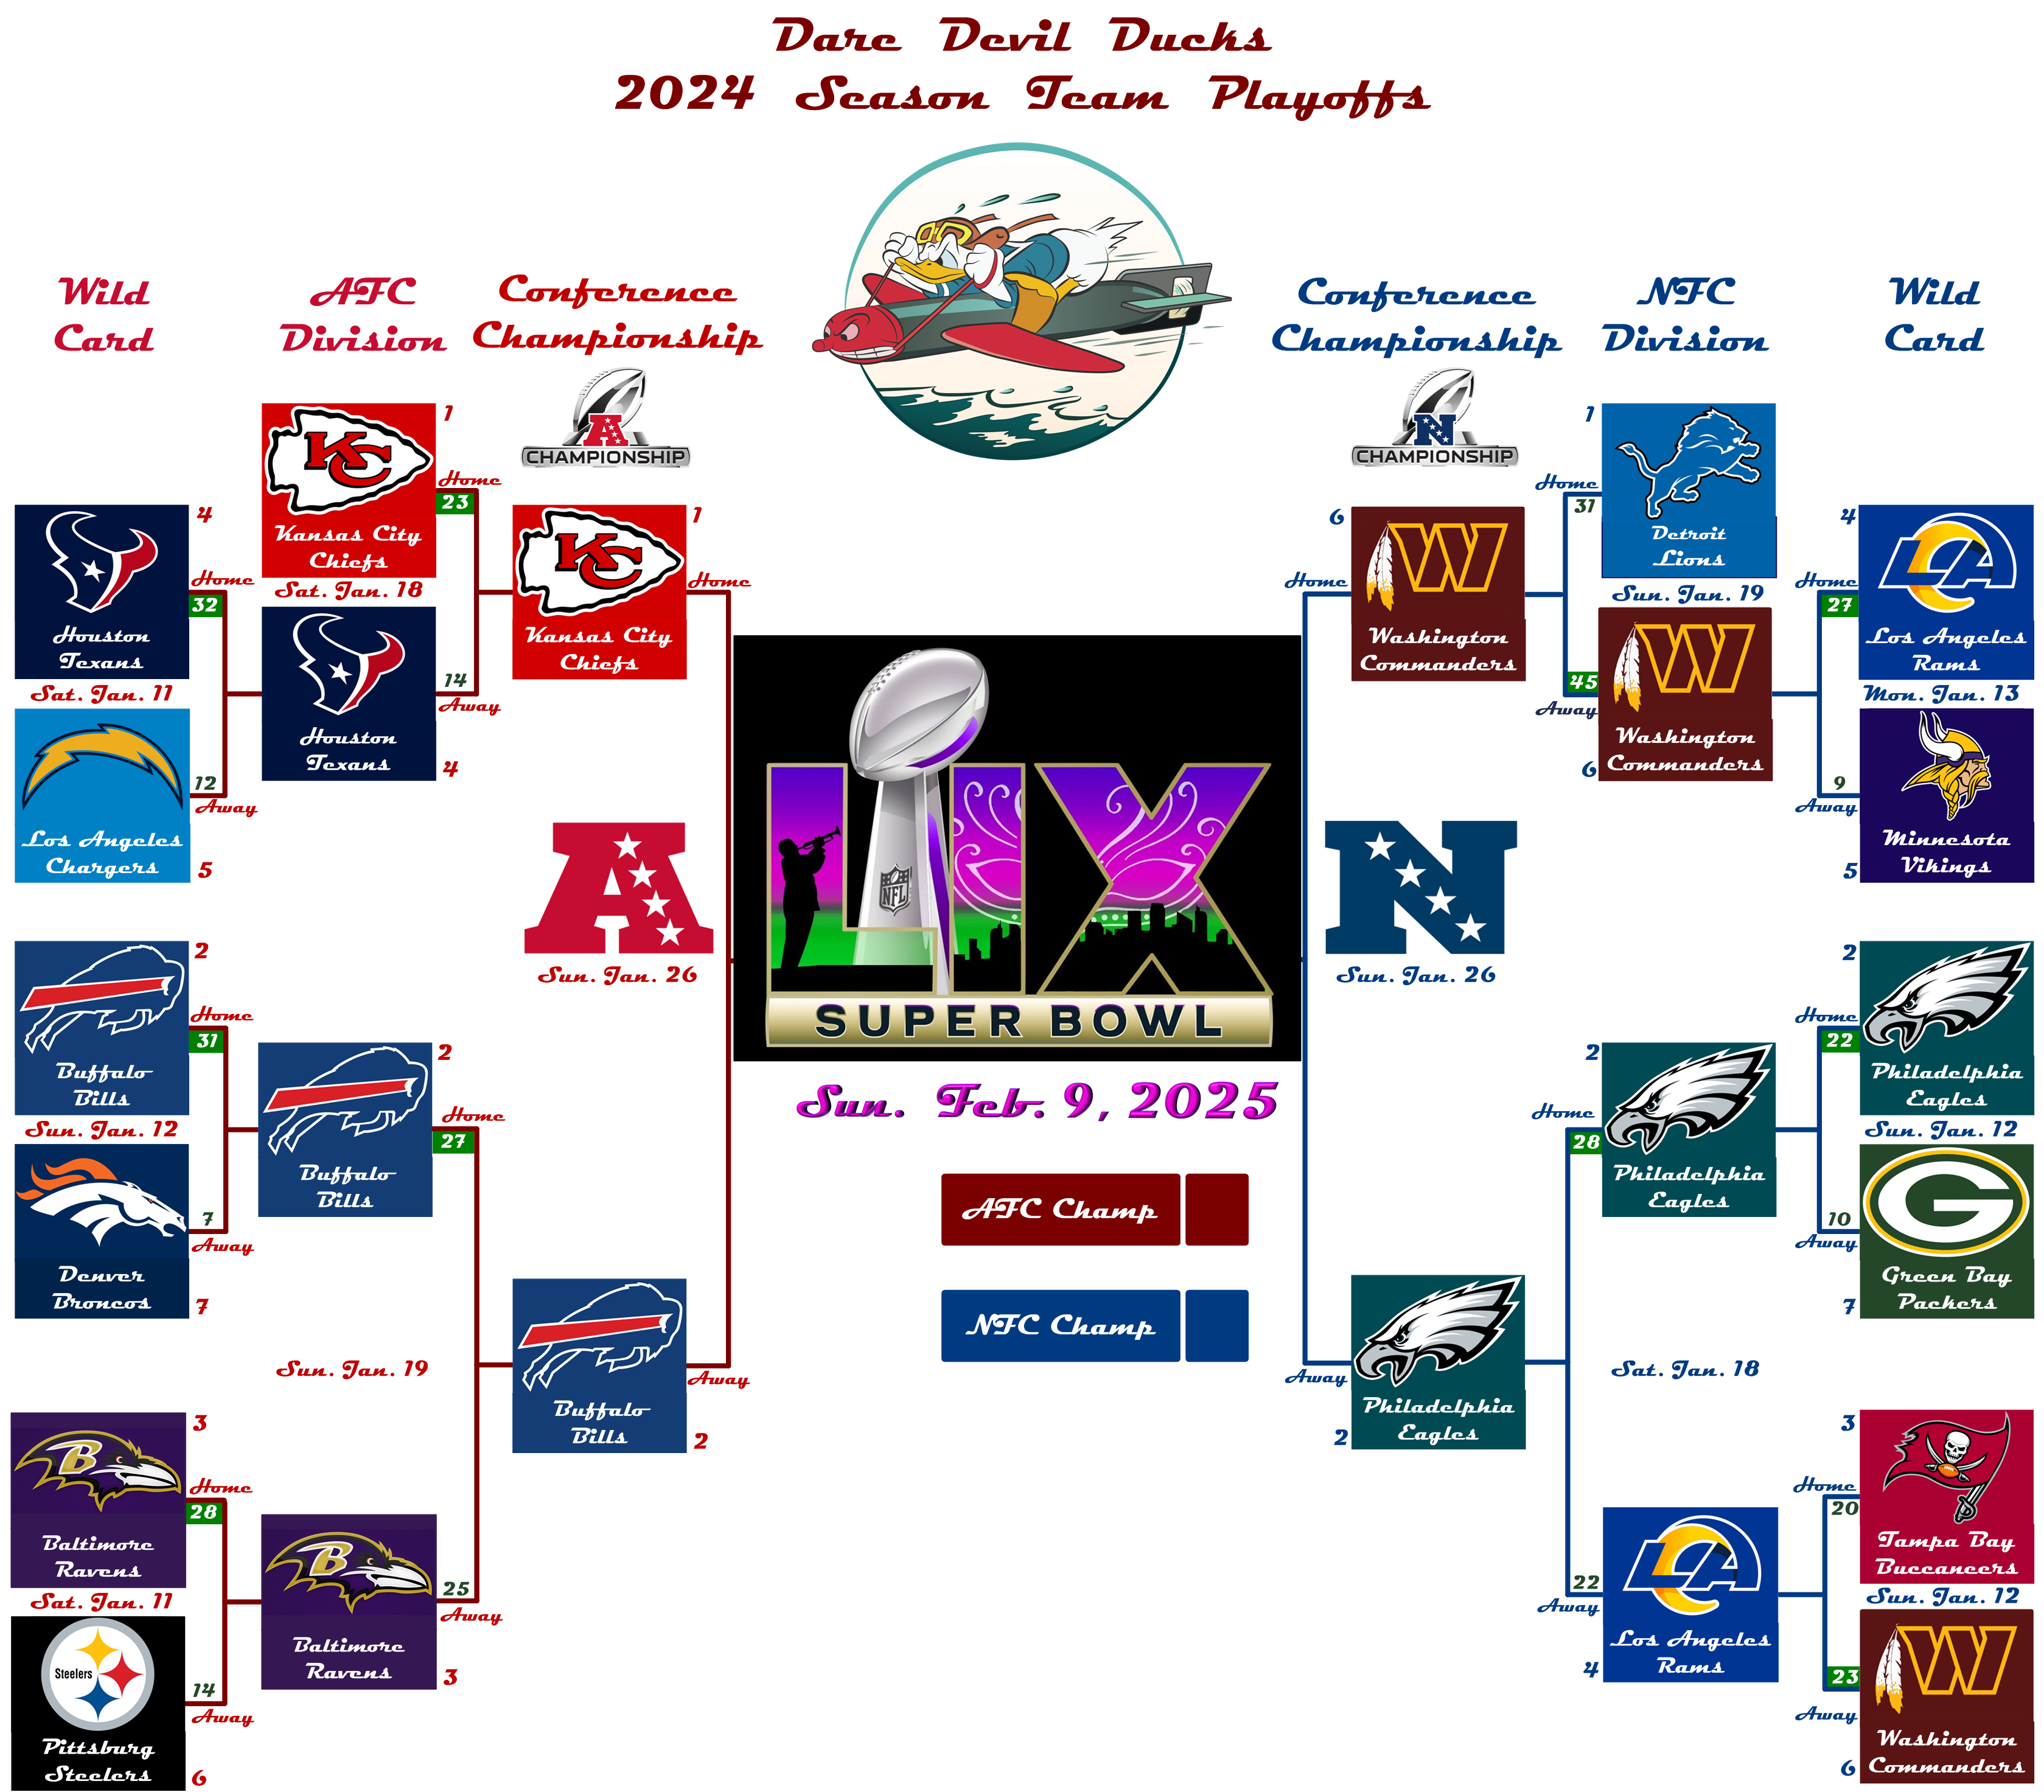 Dare Devil Ducks
2024 Season Team Playoffs
Wild
Card
AFC
Division
Conference
Championship
Conference
Championship
NFC
Division
Wild
Card
4
Home
32
Houston
Texans
Sat. Jan. 11
12
Away
Los Angeles
Chargers
5
2
Home
31
Buffalo
Bills
Sun. Jan. 12
7
Away
Denver
Broncos
7
3
B
Home
28
Baltimore
Ravens
Sat. Jan. 11
Steelers
14
Away
Pittsburg
Steelers
6
1
KC
Home
23
Kansas City
Chiefs
Sat. Jan. 18
14
Away
Houston
Texans
4
2
Home
27
Buffalo
Bills
Sun. Jan. 19
B
25
Away
Baltimore
Ravens
3
A
CHAMPIONSHIP
1
KC
Home
Kansas City
Chiefs
A
Sun. Jan. 26
Away
Buffalo
Bills
2
LIX
NFL
SUPER BOWL
Sun. Feb. 9, 2025
AFC Champ
NFC Champ
N
CHAMPIONSHIP
6
W
Home
Washington
Commanders
N
Sun. Jan. 26
Away
Philadelphia
Eagles
2
1
Home
31
Detroit
Lions
Sun. Jan. 19
W
45
Away
Washington
Commanders
6
2
Home
28
Philadelphia
Eagles
Sat. Jan. 18
LA
22
Away
Los Angeles
Rams
4
4
LA
Home
27
Los Angeles
Rams
Mon. Jan. 13
9
Away
Minnesota
Vikings
5
2
Home
22
Philadelphia
Eagles
Sun. Jan. 12
G
10
Away
Green Bay
Packers
7
3
Home
20
Tampa Bay
Buccaneers
Sun. Jan. 12
W
23
Away
Washington
Commanders
6